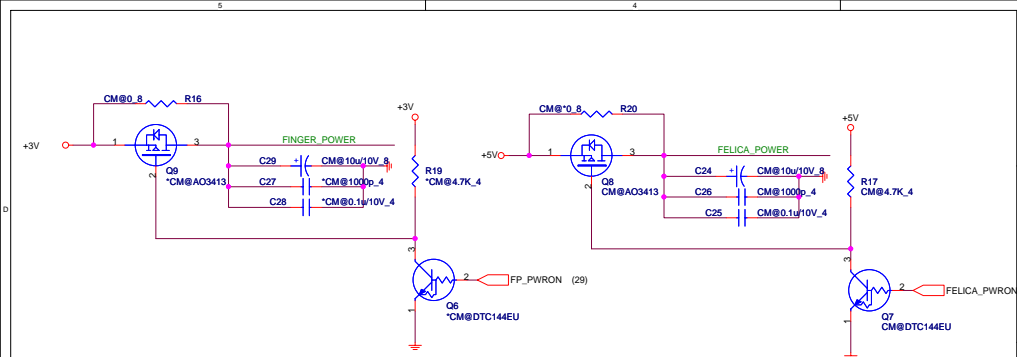 5
4
D
CM@0_8
R16
+3V
1
3
2
Q9
*CM@AO3413
FINGER_POWER
C29
CM@10u/10V_8
C27
*CM@1000p_4
C28
*CM@0.1u/10V_4
+3V
R19
*CM@4.7K_4
3
2
1
FP_PWRON (29)
Q6
*CM@DTC144EU
CM@*0_8
R20
+5V
1
3
2
Q8
CM@AO3413
FELICA_POWER
C24
CM@10u/10V_8
C26
CM@1000p_4
C25
CM@0.1u/10V_4
+5V
R17
CM@4.7K_4
3
2
1
FELICA_PWRON
Q7
CM@DTC144EU